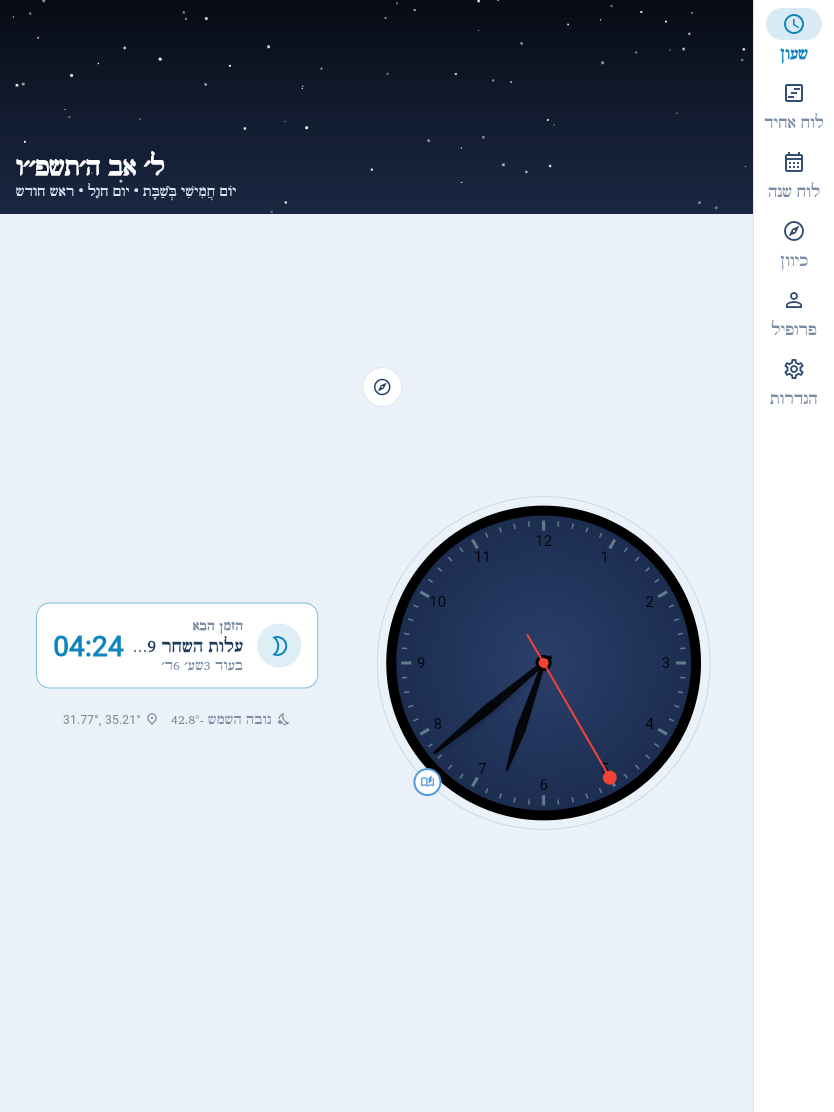 ל׳ אב ה׳תשפ״ו
יוֹם חֲמִישִׁי בְּשַׁבָּת • יום חול • ראש חודש
שעון
לוח אחיד
לוח שנה
כיוון
פרופיל
הגדרות
הזמן הבא
עלות השחר 9…
04:24
בעוד 3שע׳ 6ד׳
גובה השמש -42.8°
31.77°, 35.21°
12
1
2
3
4
6
7
8
9
10
11